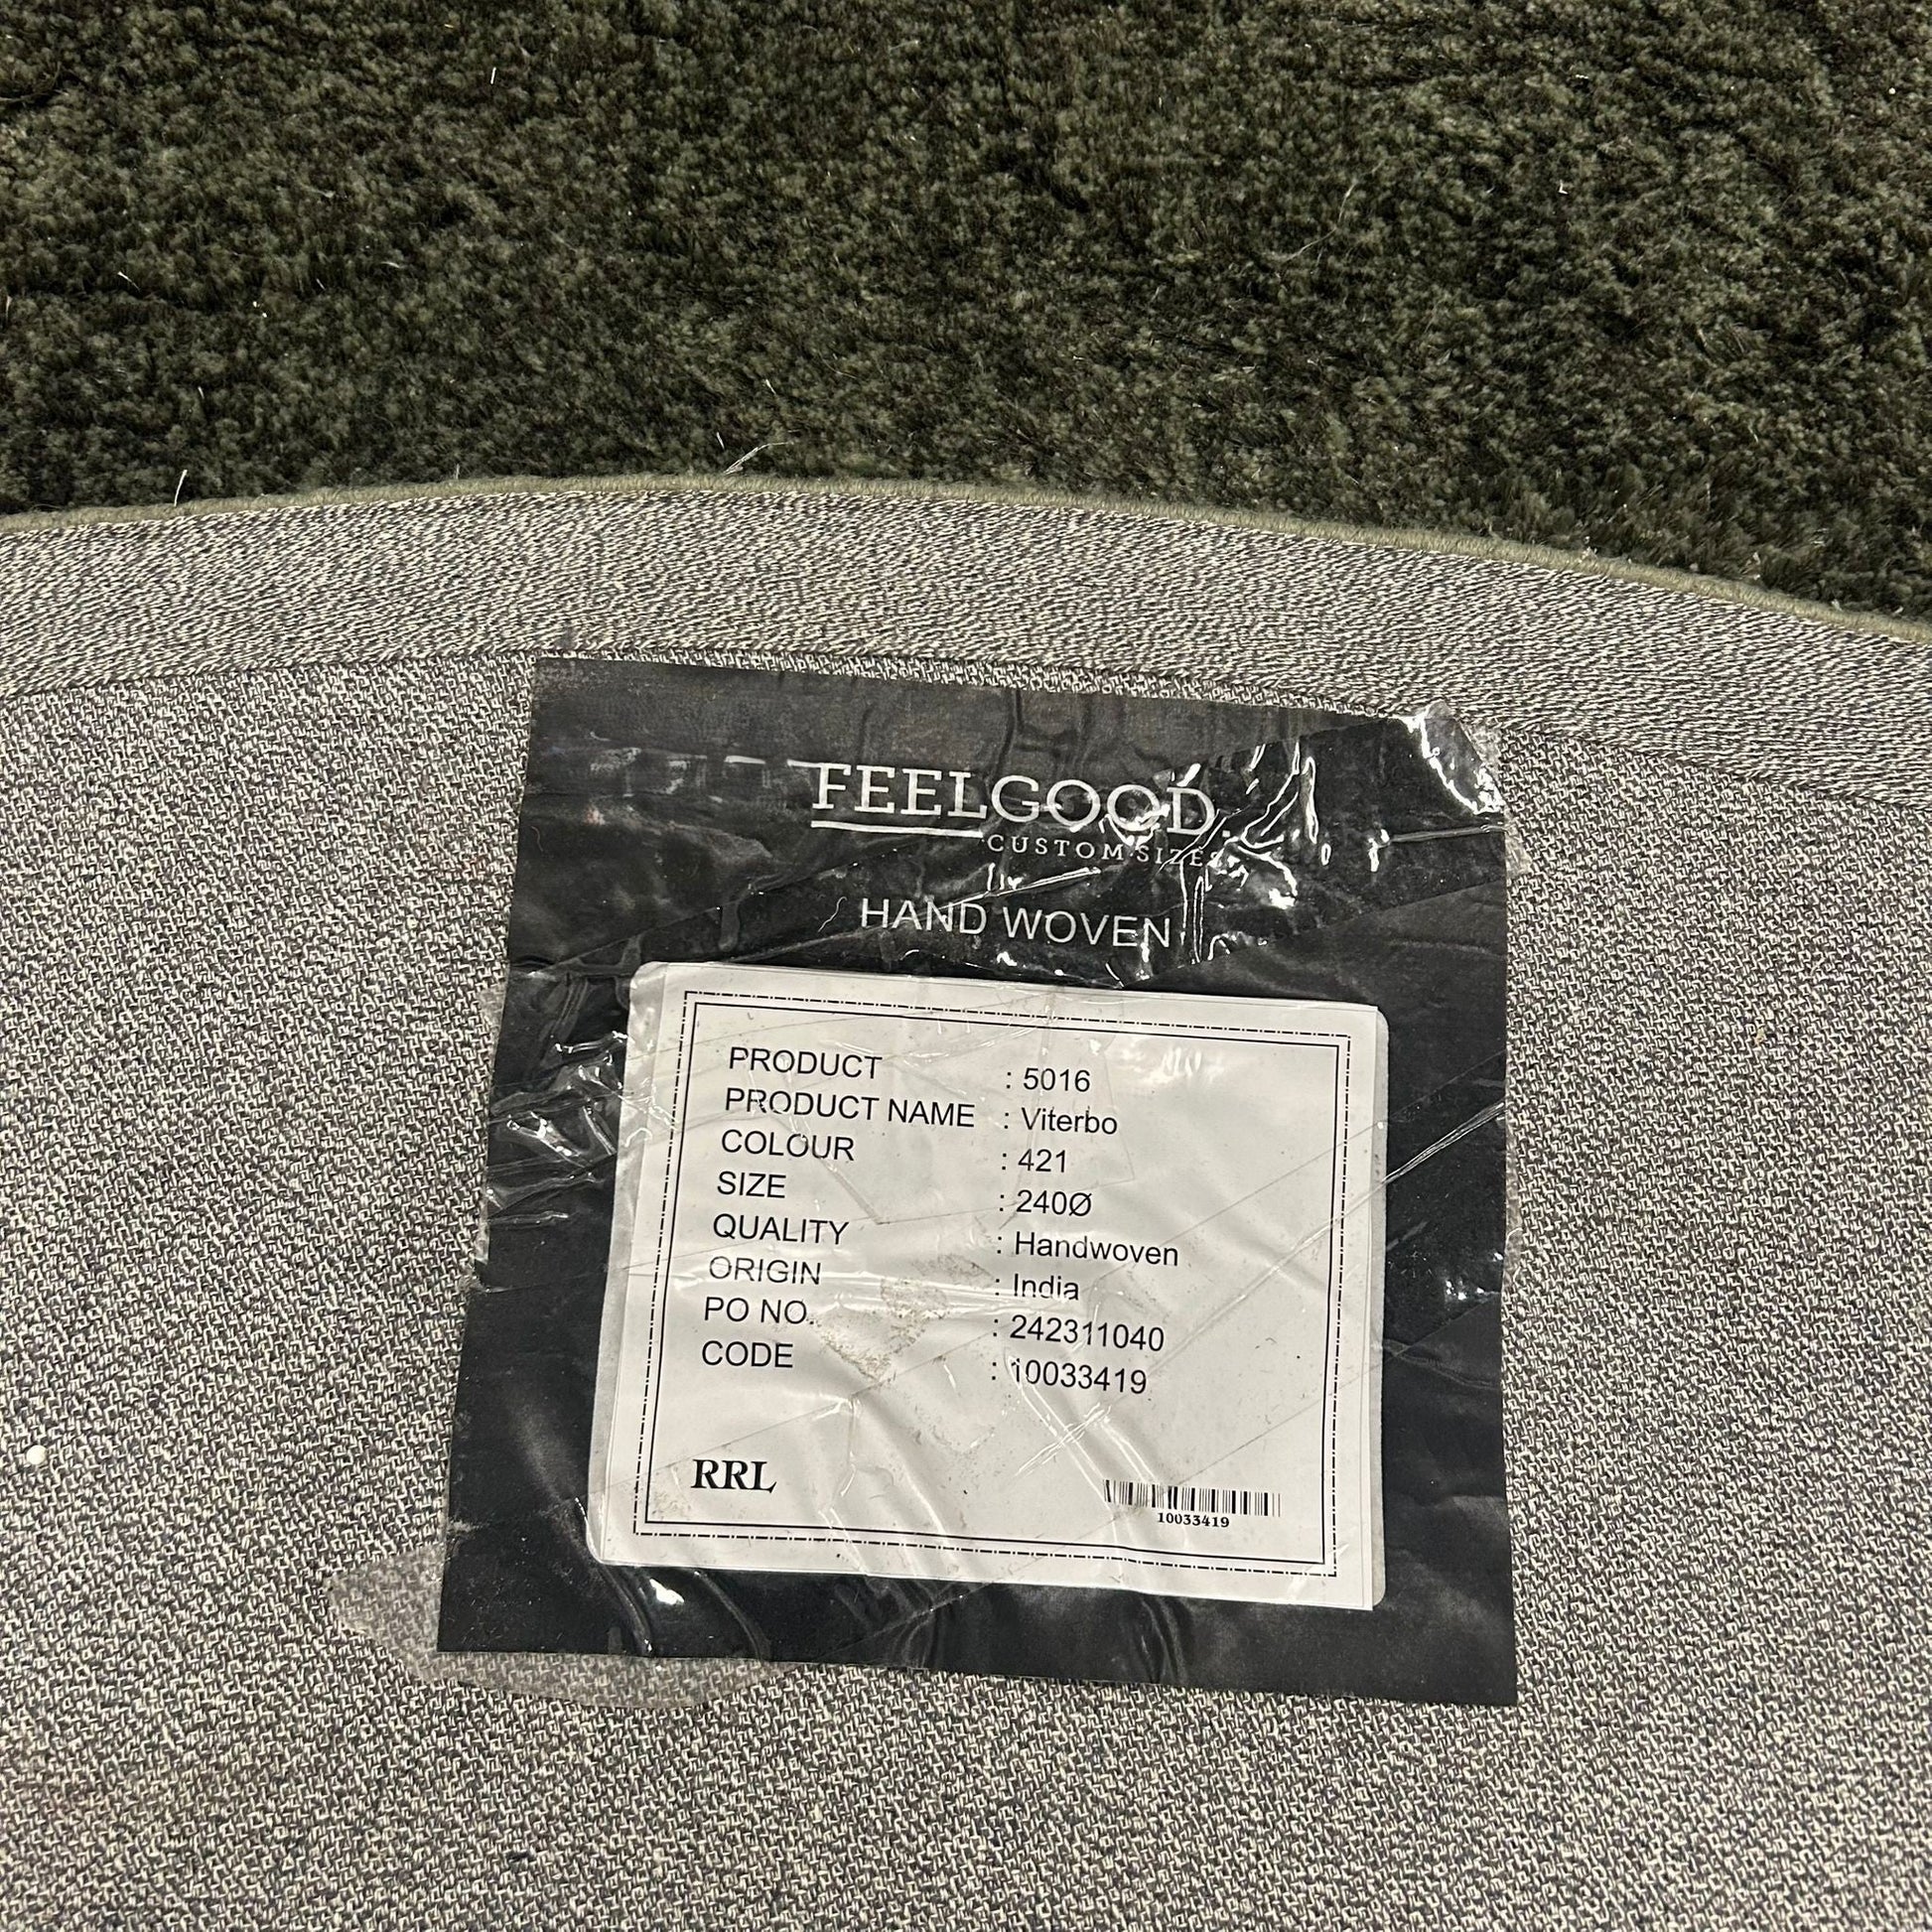 FEELGOOD.
CUSTOM SIZES
HAND WOVEN
PRODUCT : 5016
PRODUCT NAME : Viterbo
COLOUR : 421
SIZE : 240Ø
QUALITY : Handwoven
ORIGIN : India
PO NO. : 242311040
CODE : 10033419
RRL
10033419